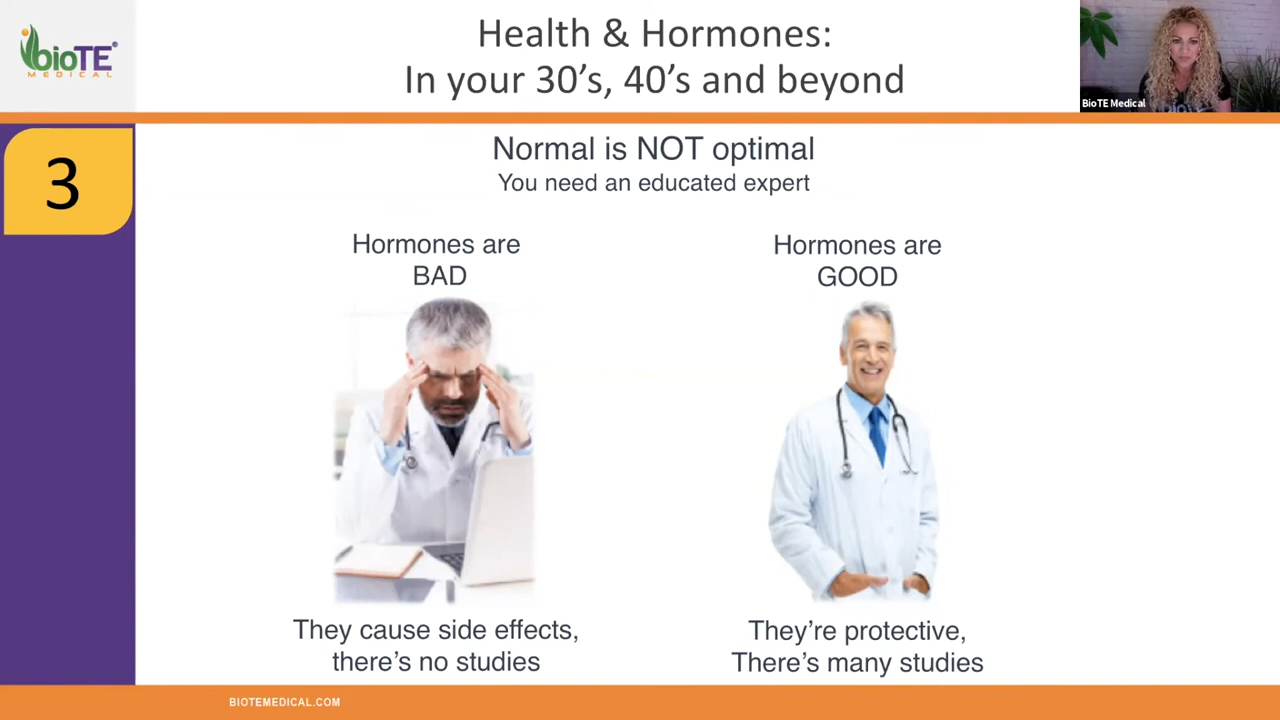 bioTE®
MEDICAL
Health & Hormones:
In your 30's, 40's and beyond
BioTE Medical
3
Normal is NOT optimal
You need an educated expert
Hormones are
BAD
Hormones are
GOOD
They cause side effects,
there's no studies
They're protective,
There's many studies
BIOTEMEDICAL.COM